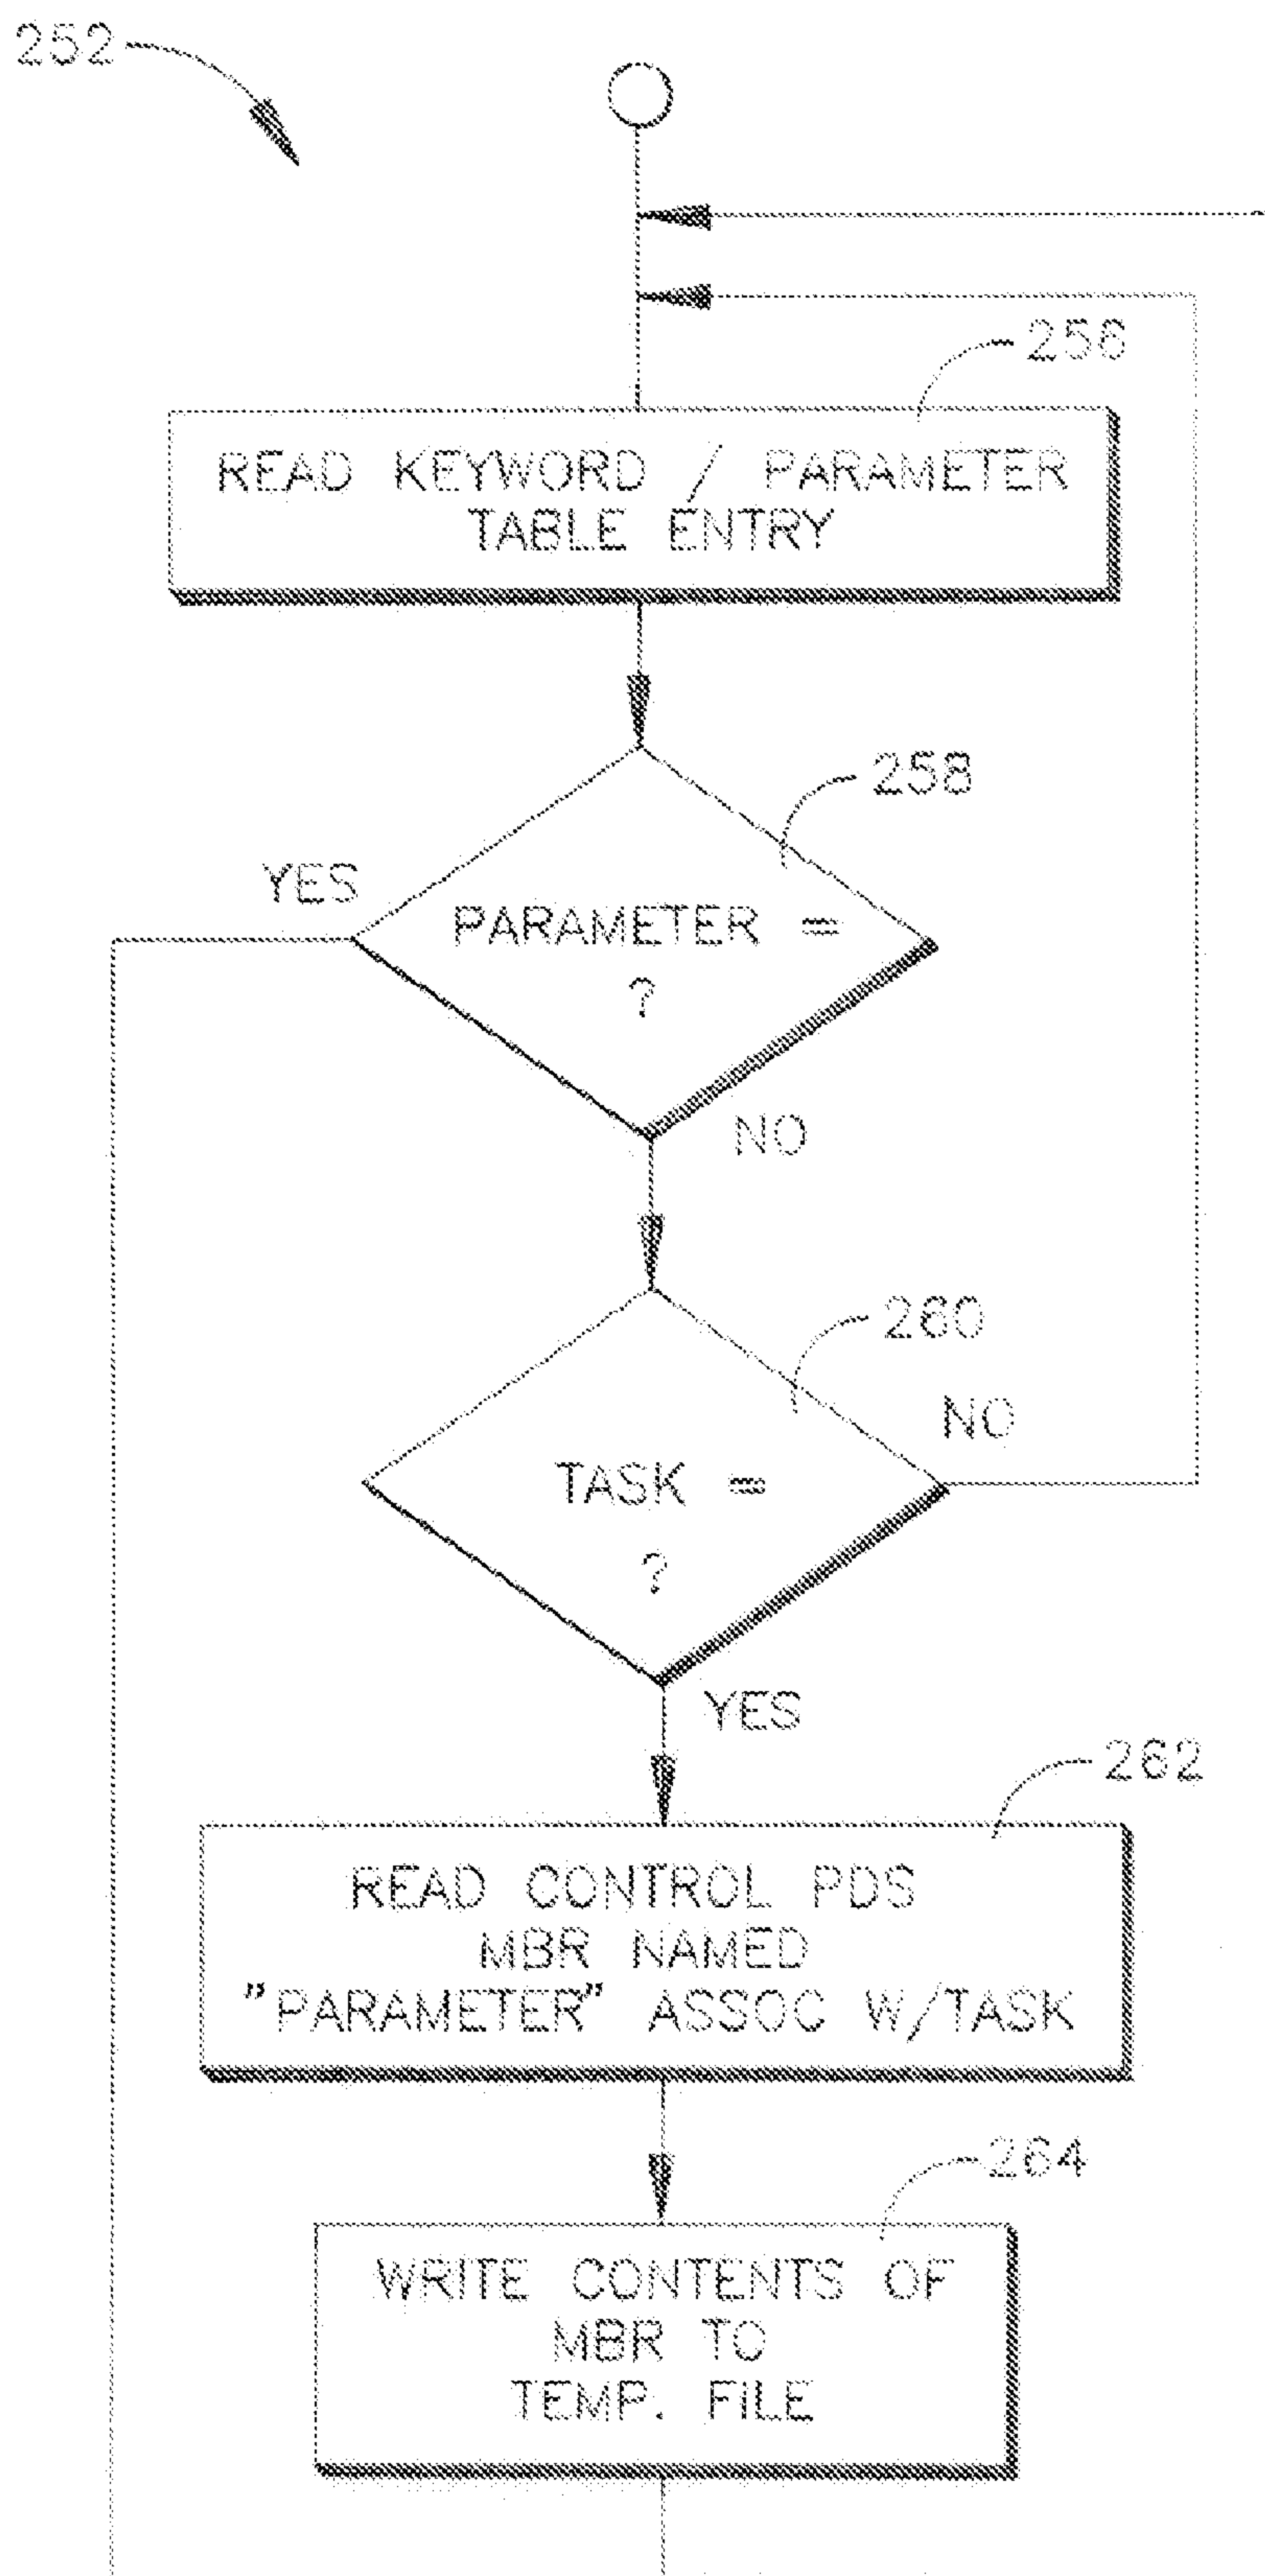 252
256
READ KEYWORD / PARAMETER
TABLE ENTRY
258
YES
PARAMETER =
?
NO
260
NO
TASK =
?
YES
262
READ CONTROL PDS
MBR NAMED
"PARAMETER" ASSOC W/TASK
264
WRITE CONTENTS OF
MBR TO
TEMP. FILE